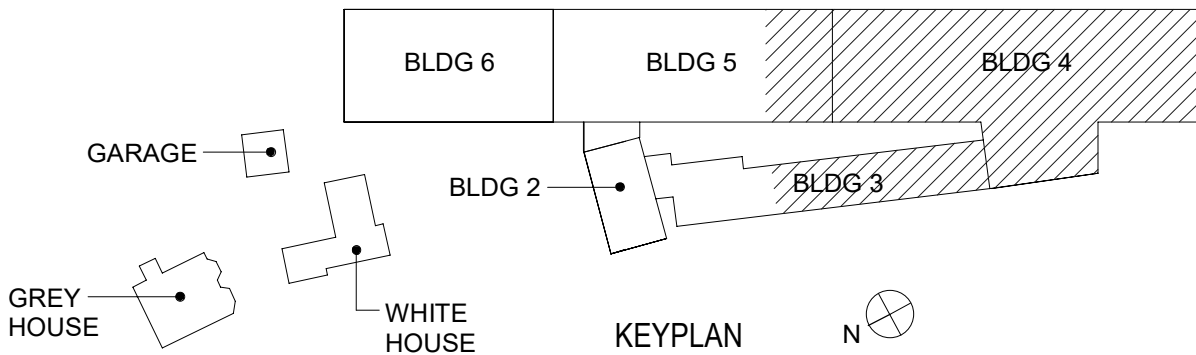 BLDG 6
BLDG 5
BLDG 4
GARAGE
BLDG 2
BLDG 3
GREY
HOUSE
WHITE
HOUSE
KEYPLAN
N